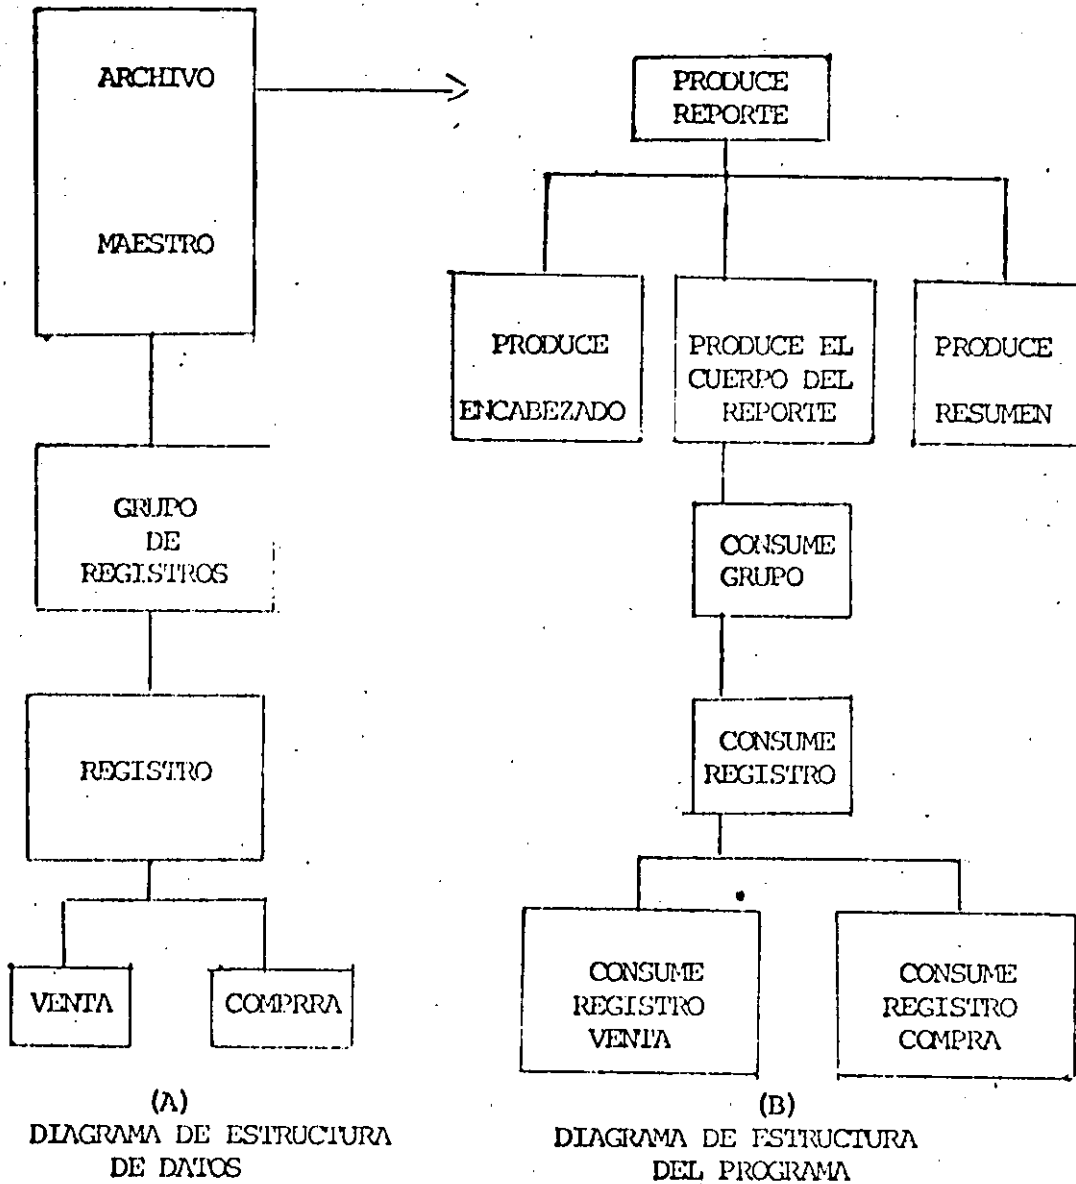 ARCHIVO
MAESTRO
GRUPO
DE
REGISTROS
REGISTRO
VENTA
COMPRRA
(A)
DIAGRAMA DE ESTRUCTURA
DE DATOS
PRODUCE
REPORTE
PRODUCE
ENCABEZADO
PRODUCE EL
CUERPO DEL
REPORTE
PRODUCE
RESUMEN
CONSUME
GRUPO
CONSUME
REGISTRO
CONSUME
REGISTRO
VENTA
CONSUME
REGISTRO
COMPRA
(B)
DIAGRAMA DE ESTRUCTURA
DEL PROGRAMA